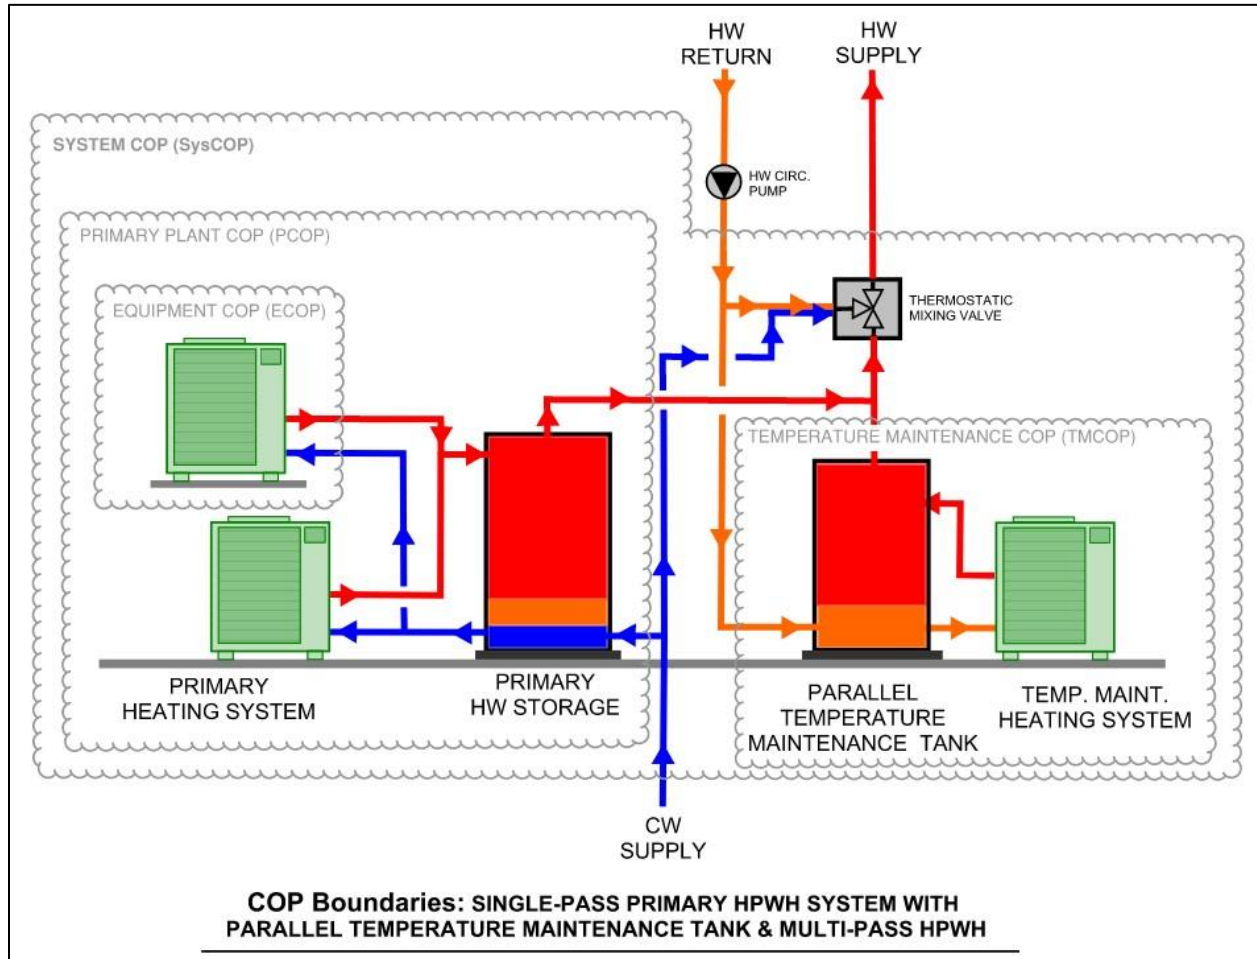 HW
RETURN
HW
SUPPLY
SYSTEM COP (SysCOP)
HW CIRC.
PUMP
PRIMARY PLANT COP (PCOP)
EQUIPMENT COP (ECOP)
THERMOSTATIC
MIXING VALVE
TEMPERATURE MAINTENANCE COP (TMCOP)
PRIMARY
HEATING SYSTEM
PRIMARY
HW STORAGE
PARALLEL
TEMPERATURE
MAINTENANCE TANK
TEMP. MAINT.
HEATING SYSTEM
CW
SUPPLY
COP Boundaries: SINGLE-PASS PRIMARY HPWH SYSTEM WITH
PARALLEL TEMPERATURE MAINTENANCE TANK & MULTI-PASS HPWH